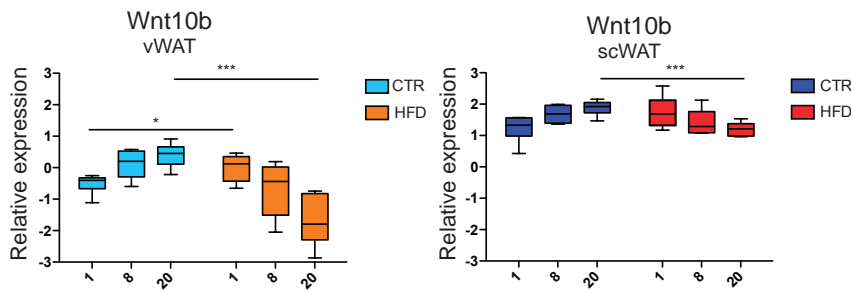 Wnt10b
vWAT
Relative expression
3
2
1
0
-1
-2
-3
*
***
1
8
20
1
8
20
CTR
HFD
Wnt10b
scWAT
Relative expression
3
2
1
0
-1
-2
-3
***
1
8
20
1
8
20
CTR
HFD